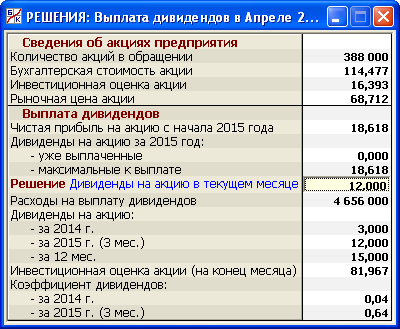 БК РЕШЕНИЯ: Выплата дивидендов в Апреле 2...
Сведения об акциях предприятия
Количество акций в обращении 388 000
Бухгалтерская стоимость акции 114,477
Инвестиционная оценка акции 16,393
Рыночная цена акции 68,712
Выплата дивидендов
Чистая прибыль на акцию с начала 2015 года 18,618
Дивиденды на акцию за 2015 год:
- уже выплаченные 0,000
- максимальные к выплате 18,618
Решение Дивиденды на акцию в текущем месяце 12,000
Расходы на выплату дивидендов 4 656 000
Дивиденды на акцию:
- за 2014 г. 3,000
- за 2015 г. (3 мес.) 12,000
- за 12 мес. 15,000
Инвестиционная оценка акции (на конец месяца) 81,967
Коэффициент дивидендов:
- за 2014 г. 0,04
- за 2015 г. (3 мес.) 0,64